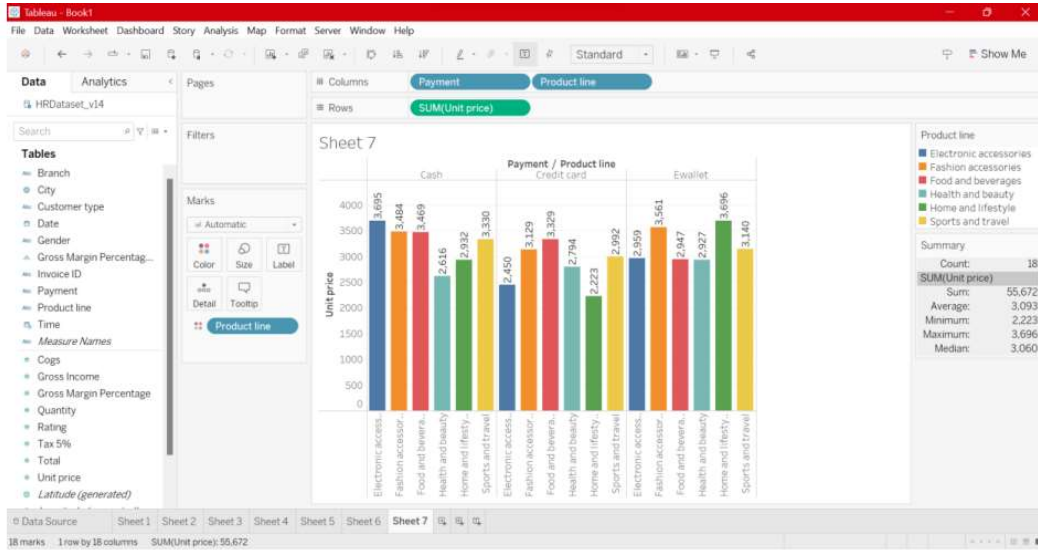 Tableau - Book1
File Data Worksheet Dashboard Story Analysis Map Format Server Window Help
Standard
Show Me
Data Analytics
Pages
Columns Payment Product line
HRDataset_v14
Rows SUM(Unit price)
Search
Filters
Tables
Branch
City
Customer type
Date
Gender
Gross Margin Percentag...
Invoice ID
Payment
Product line
Time
Measure Names
Cogs
Gross Income
Gross Margin Percentage
Quantity
Rating
Tax 5%
Total
Unit price
Latitude (generated)
Marks
Automatic
Color Size Label
Detail Tooltip
Product line
Sheet 7
Payment / Product line
Cash Credit card Ewallet
Unit price
4000
3500
3000
2500
2000
1500
1000
500
0
3,695 3,484 3,469 2,616 2,932 3,330 2,450 3,129 3,329 2,794 2,223 2,992 2,959 3,561 2,947 2,927 3,696 3,140
Electronic access..
Fashion accessor..
Food and bevera..
Health and beauty
Home and lifesty..
Sports and travel
Electronic access..
Fashion accessor..
Food and bevera..
Health and beauty
Home and lifesty..
Sports and travel
Electronic access..
Fashion accessor..
Food and bevera..
Health and beauty
Home and lifesty..
Sports and travel
Product line
Electronic accessories
Fashion accessories
Food and beverages
Health and beauty
Home and lifestyle
Sports and travel
Summary
Count: 18
SUM(Unit price)
Sum: 55,672
Average: 3,093
Minimum: 2,223
Maximum: 3,696
Median: 3,060
Data Source Sheet 1 Sheet 2 Sheet 3 Sheet 4 Sheet 5 Sheet 6 Sheet 7
18 marks 1 row by 18 columns SUM(Unit price): 55,672